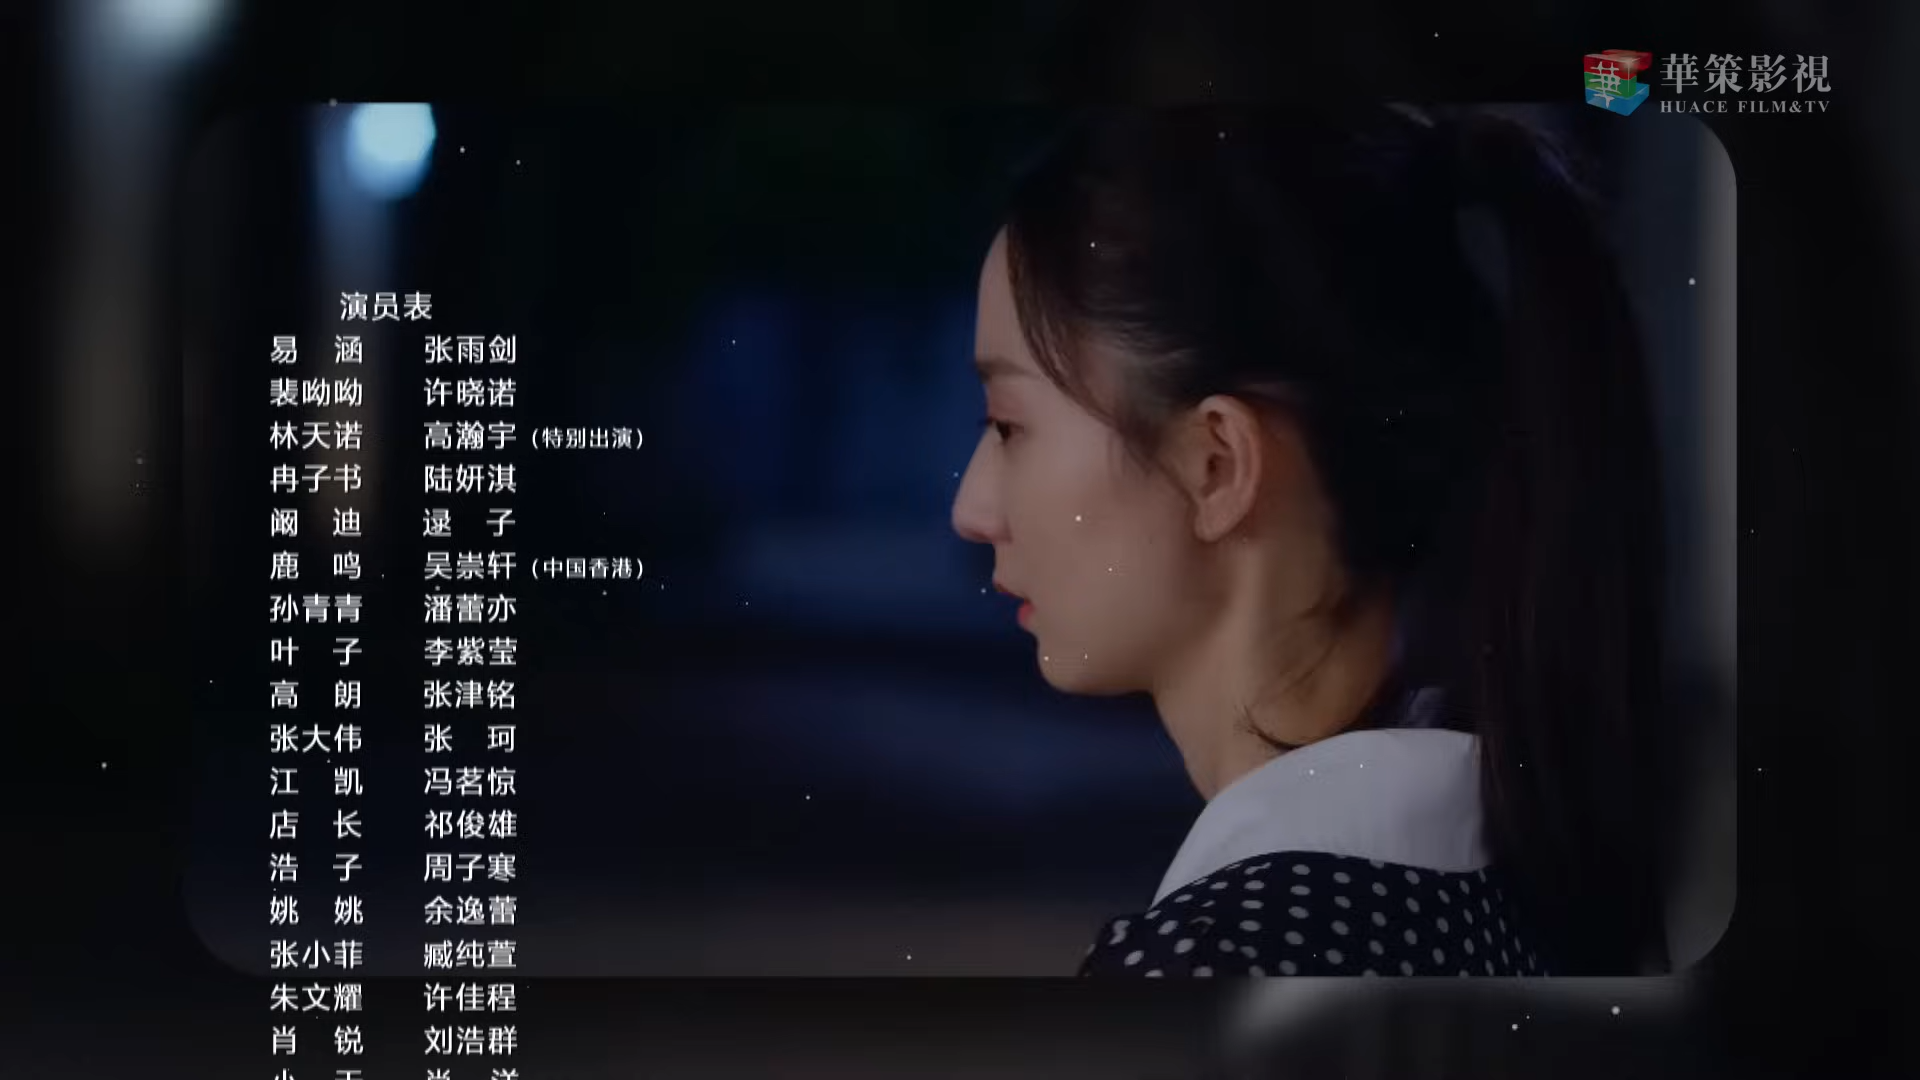 華策影視
HUACE FILM&TV
演员表
易 涵 张雨剑
裴呦呦 许晓诺
林天诺 高瀚宇（特别出演）
冉子书 陆妍淇
阚 迪 逯 子
鹿 鸣 吴崇轩（中国香港）
孙青青 潘蕾亦
叶 子 李紫莹
高 朗 张津铭
张大伟 张 珂
江 凯 冯茗惊
店 长 祁俊雄
浩 子 周子寒
姚 姚 余逸蕾
张小菲 臧纯萱
朱文耀 许佳程
肖 锐 刘浩群